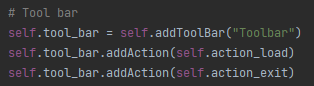 # Tool bar
self.tool_bar = self.addToolBar("Toolbar")
self.tool_bar.addAction(self.action_load)
self.tool_bar.addAction(self.action_exit)